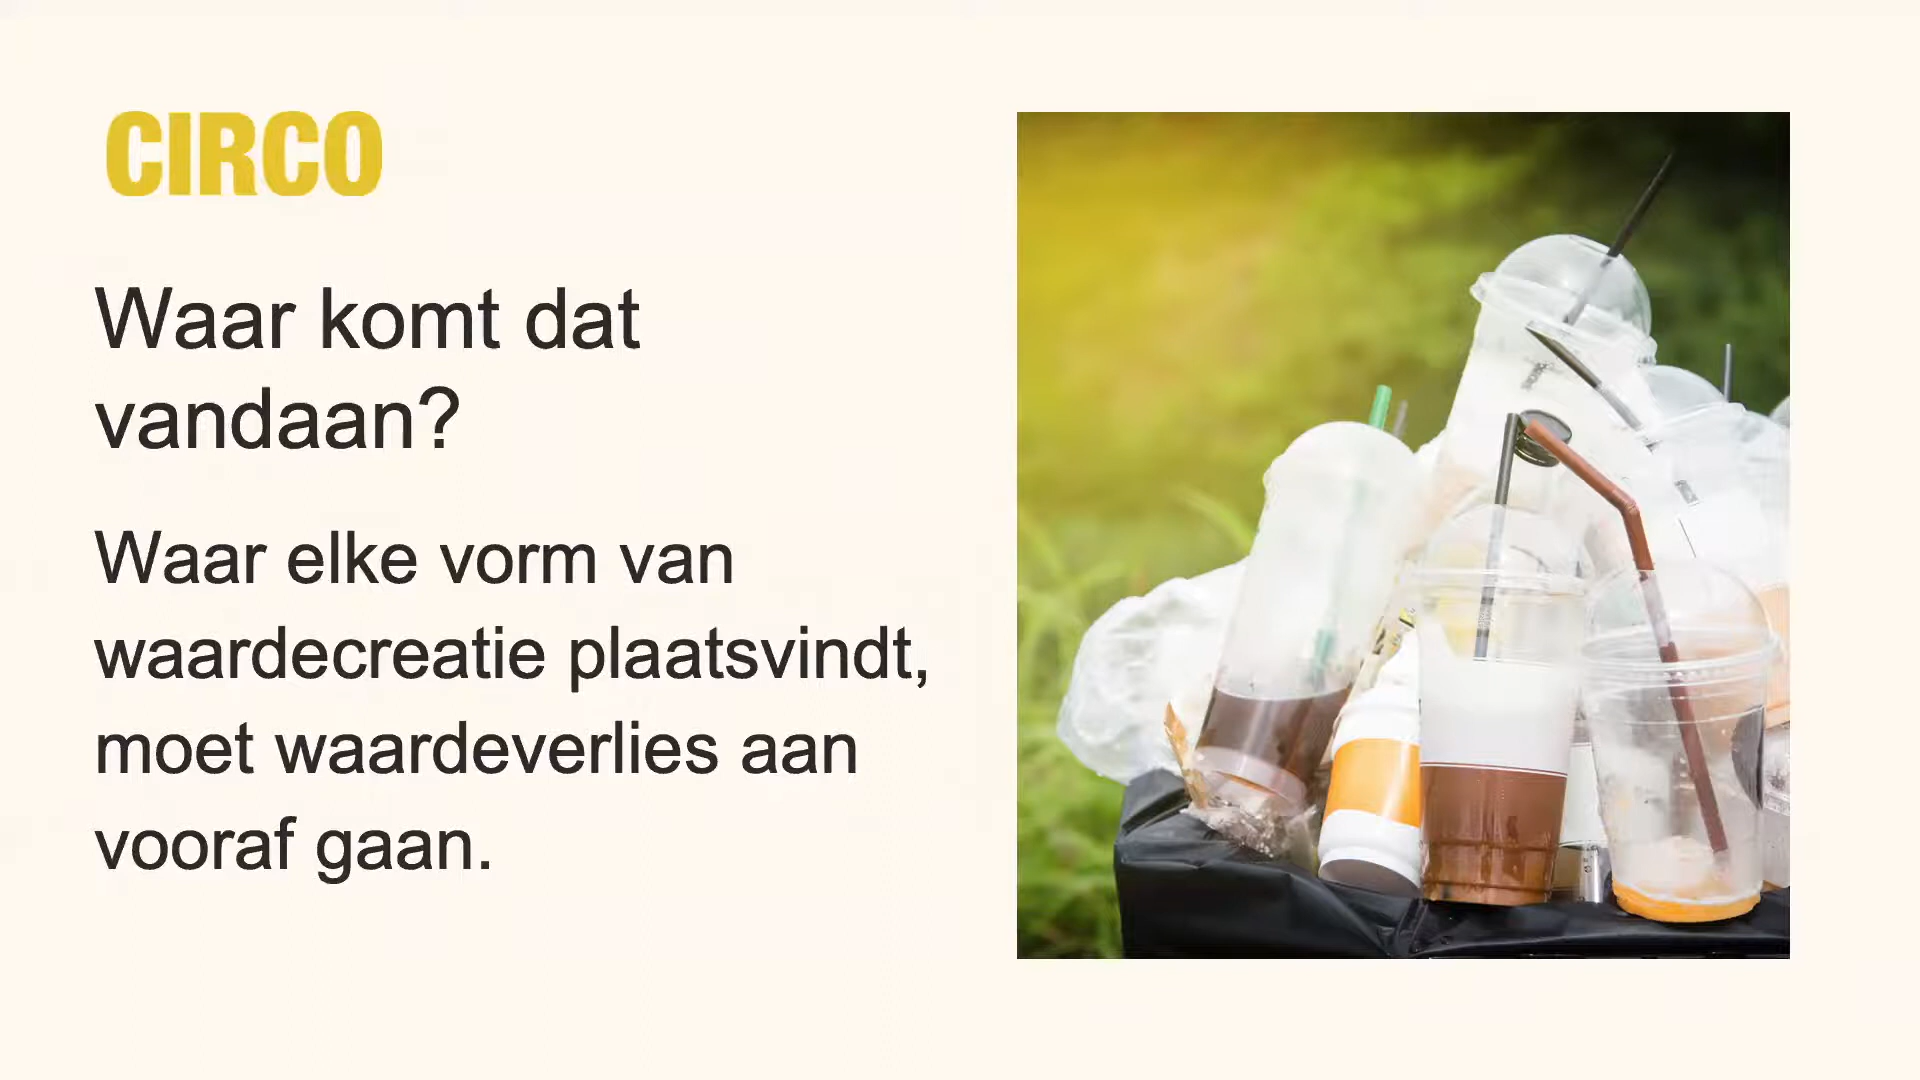 CIRCO
Waar komt dat
vandaan?
Waar elke vorm van
waardecreatie plaatsvindt,
moet waardeverlies aan
vooraf gaan.